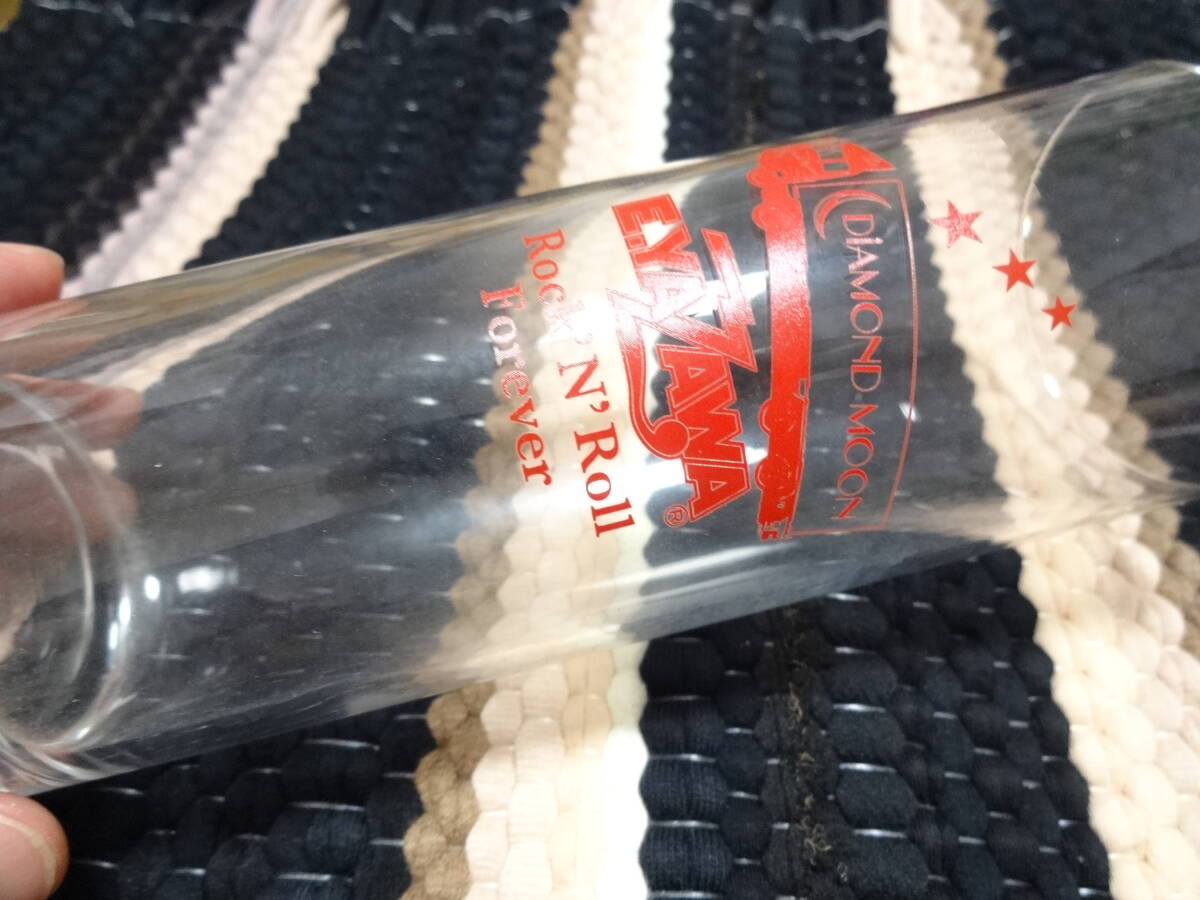 DiAMOND MOON
E.YAZAWA®
Rock'N'Roll
Forever